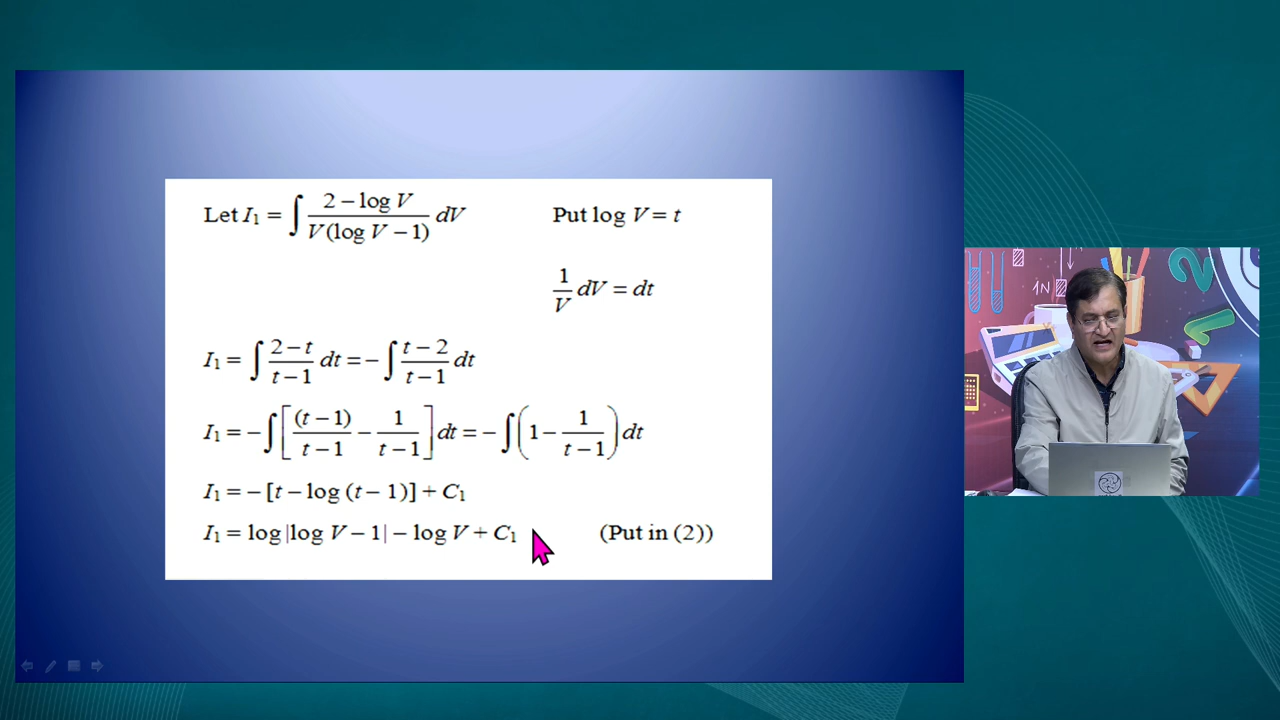 Let I₁ = ∫ (2 – log V)/(V(log V – 1)) dV    Put log V = t
1/V dV = dt
I₁ = ∫ (2 – t)/(t – 1) dt = – ∫ (t – 2)/(t – 1) dt
I₁ = – ∫ [(t – 1)/(t – 1) – 1/(t – 1)] dt = – ∫ (1 – 1/(t – 1)) dt
I₁ = – [t – log (t – 1)] + C₁
I₁ = log |log V – 1| – log V + C₁    (Put in (2))
IN
2